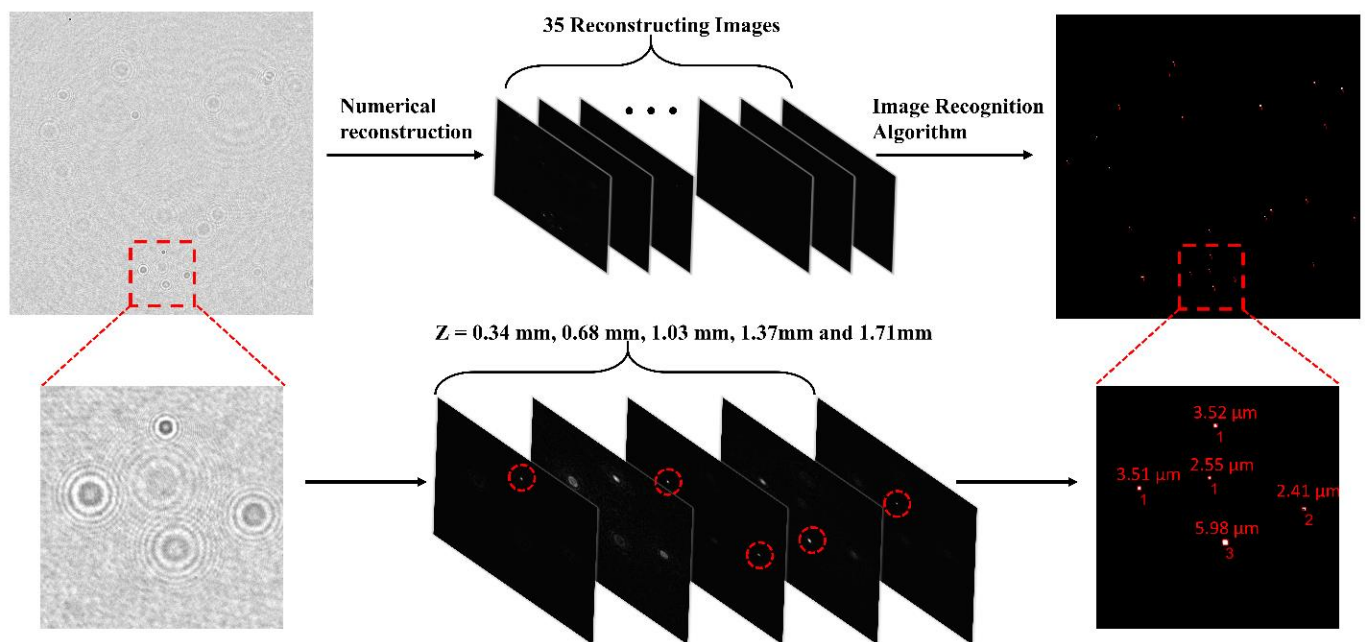 35 Reconstructing Images
Numerical
reconstruction
Image Recognition
Algorithm
Z = 0.34 mm, 0.68 mm, 1.03 mm, 1.37mm and 1.71mm
3.52 μm
1
3.51 μm
1
2.55 μm
1
2.41 μm
2
5.98 μm
3